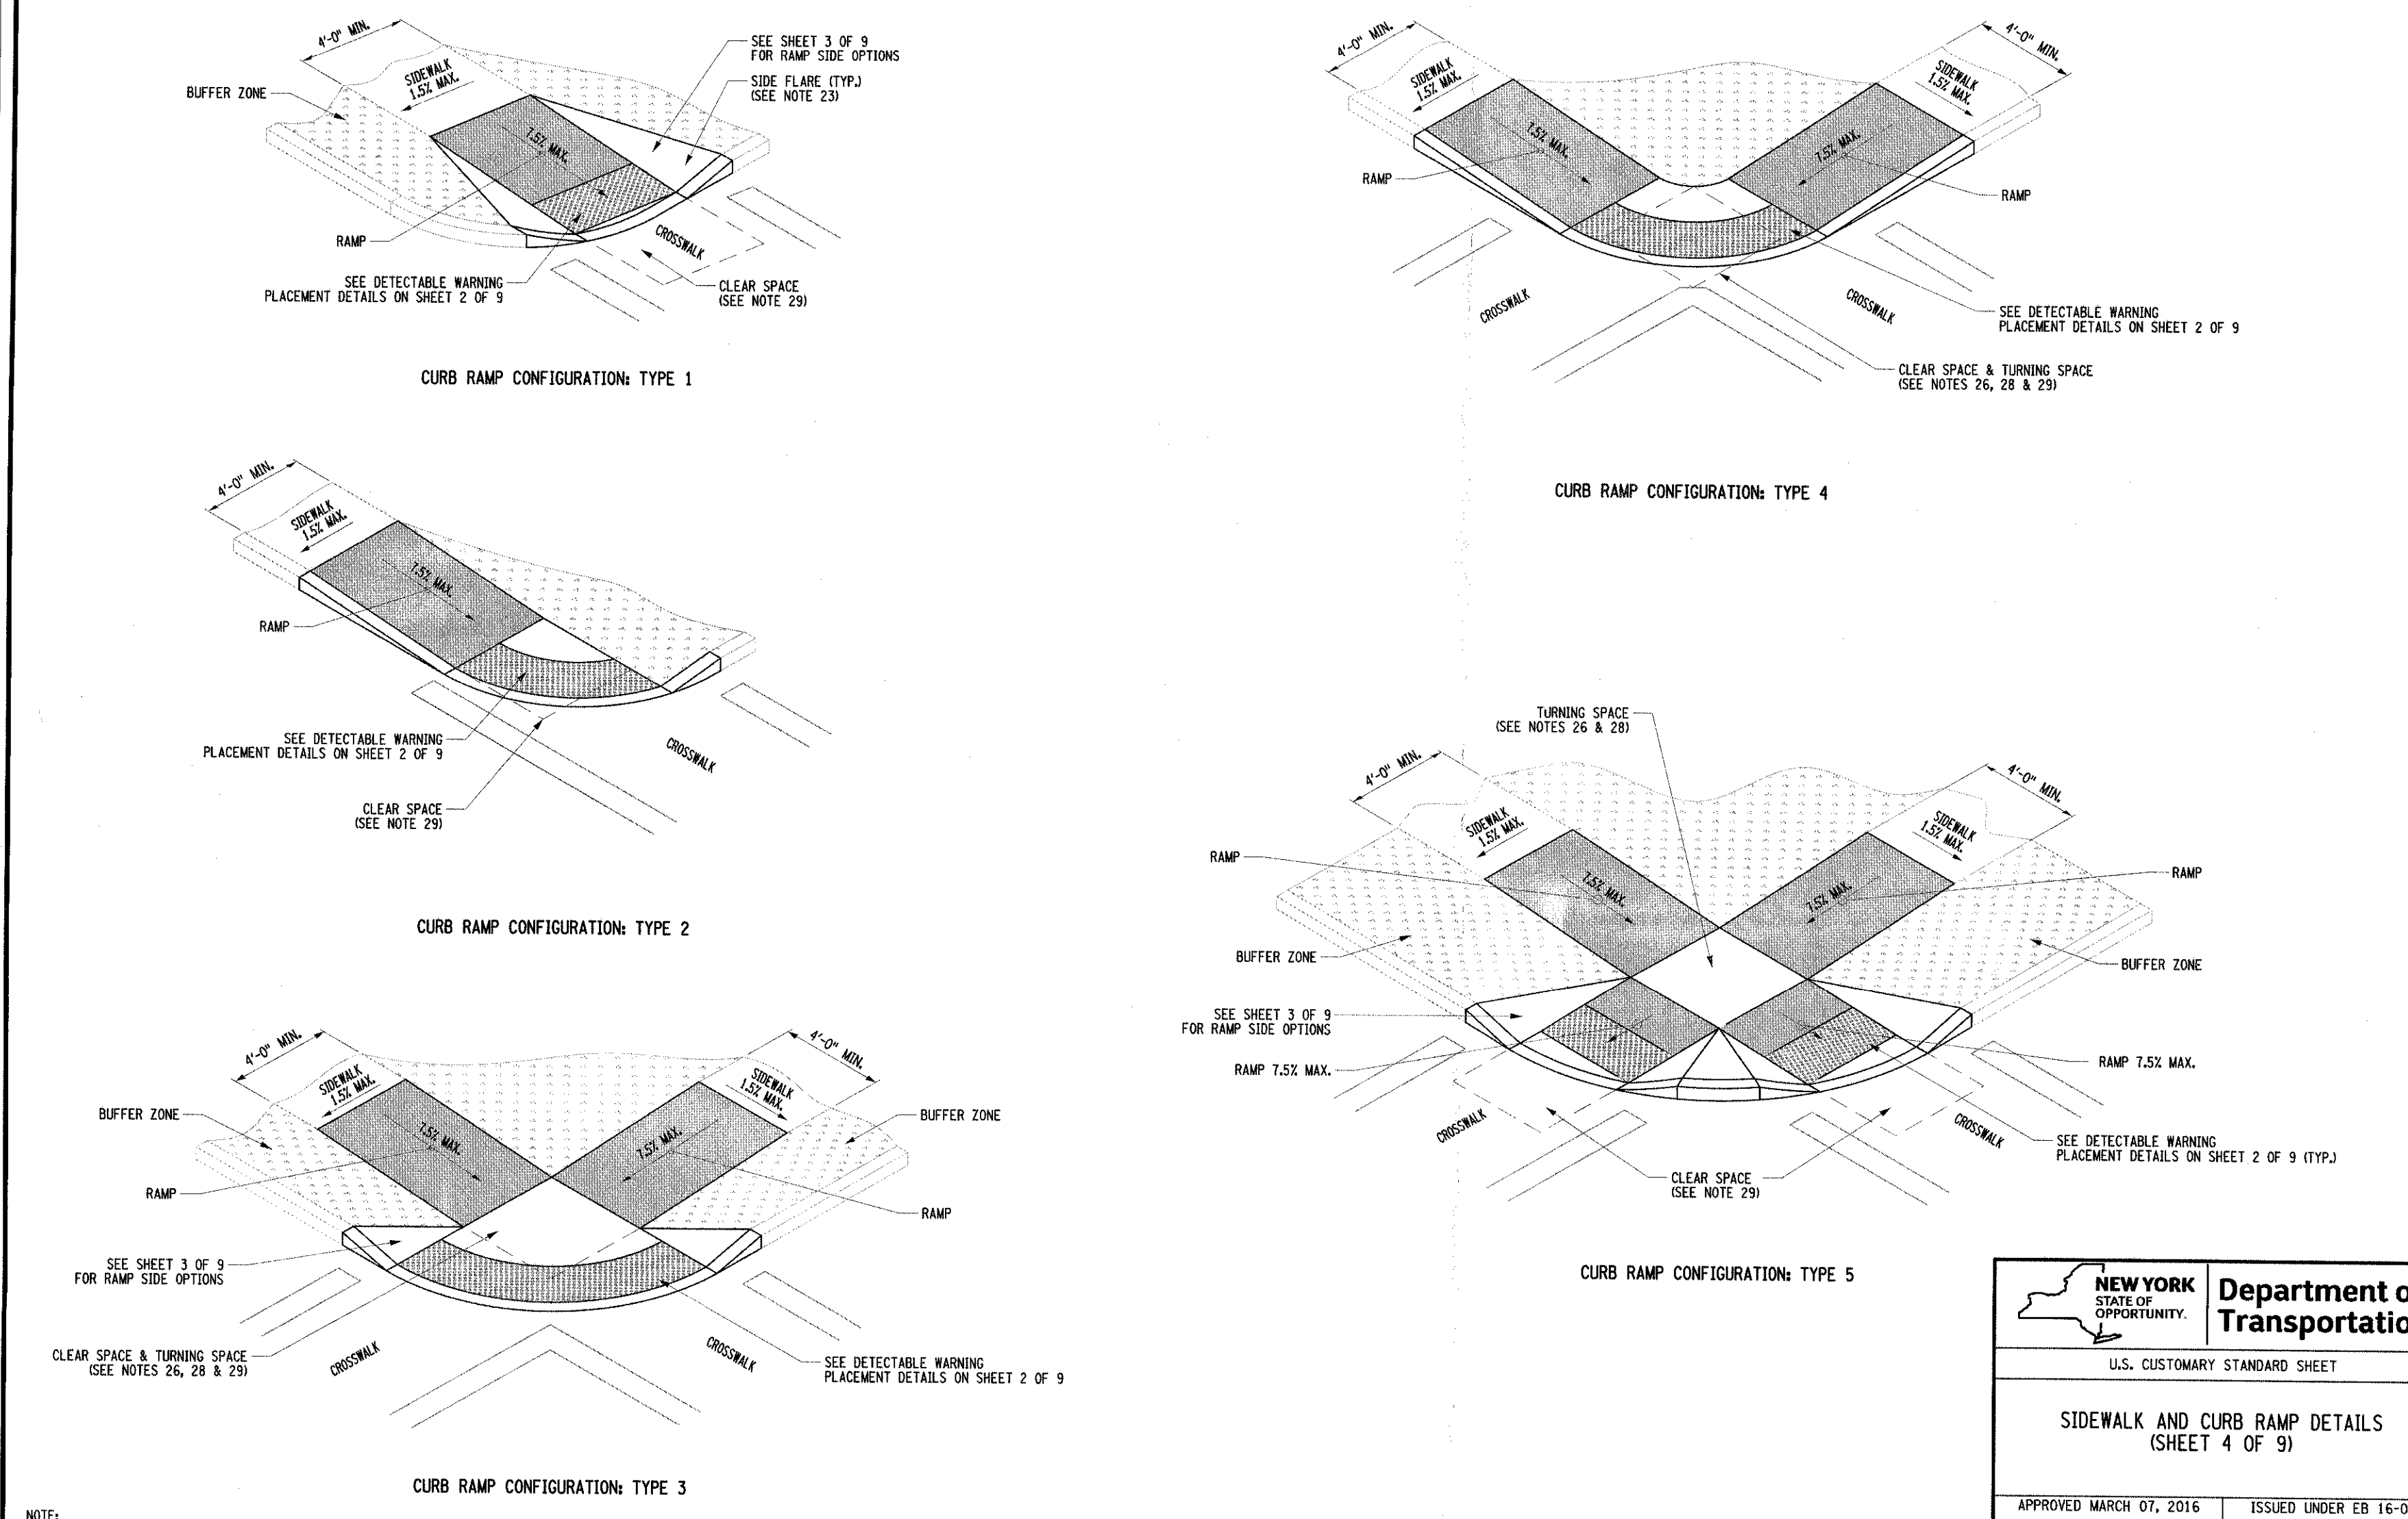 4'-0" MIN.
SIDEWALK
1.5% MAX.
BUFFER ZONE
SEE SHEET 3 OF 9
FOR RAMP SIDE OPTIONS
SIDE FLARE (TYP.)
(SEE NOTE 23)
7.5% MAX.
RAMP
SEE DETECTABLE WARNING
PLACEMENT DETAILS ON SHEET 2 OF 9
CROSSWALK
CLEAR SPACE
(SEE NOTE 29)
CURB RAMP CONFIGURATION: TYPE 1
4'-0" MIN.
SIDEWALK
1.5% MAX.
7.5% MAX.
RAMP
SEE DETECTABLE WARNING
PLACEMENT DETAILS ON SHEET 2 OF 9
CROSSWALK
CLEAR SPACE
(SEE NOTE 29)
CURB RAMP CONFIGURATION: TYPE 2
4'-0" MIN.
4'-0" MIN.
SIDEWALK
1.5% MAX.
SIDEWALK
1.5% MAX.
BUFFER ZONE
BUFFER ZONE
7.5% MAX.
7.5% MAX.
RAMP
RAMP
SEE SHEET 3 OF 9
FOR RAMP SIDE OPTIONS
CLEAR SPACE & TURNING SPACE
(SEE NOTES 26, 28 & 29)
CROSSWALK
CROSSWALK
SEE DETECTABLE WARNING
PLACEMENT DETAILS ON SHEET 2 OF 9
CURB RAMP CONFIGURATION: TYPE 3
NOTE:
4'-0" MIN.
4'-0" MIN.
SIDEWALK
1.5% MAX.
SIDEWALK
1.5% MAX.
7.5% MAX.
7.5% MAX.
RAMP
RAMP
CROSSWALK
CROSSWALK
SEE DETECTABLE WARNING
PLACEMENT DETAILS ON SHEET 2 OF 9
CLEAR SPACE & TURNING SPACE
(SEE NOTES 26, 28 & 29)
CURB RAMP CONFIGURATION: TYPE 4
TURNING SPACE
(SEE NOTES 26 & 28)
4'-0" MIN.
4'-0" MIN.
SIDEWALK
1.5% MAX.
SIDEWALK
1.5% MAX.
RAMP
RAMP
7.5% MAX.
7.5% MAX.
BUFFER ZONE
BUFFER ZONE
SEE SHEET 3 OF 9
FOR RAMP SIDE OPTIONS
RAMP 7.5% MAX.
RAMP 7.5% MAX.
CROSSWALK
CROSSWALK
SEE DETECTABLE WARNING
PLACEMENT DETAILS ON SHEET 2 OF 9 (TYP.)
CLEAR SPACE
(SEE NOTE 29)
CURB RAMP CONFIGURATION: TYPE 5
NEW YORK
STATE OF
OPPORTUNITY.
Department o
Transportatio
U.S. CUSTOMARY STANDARD SHEET
SIDEWALK AND CURB RAMP DETAILS
(SHEET 4 OF 9)
APPROVED MARCH 07, 2016
ISSUED UNDER EB 16-0